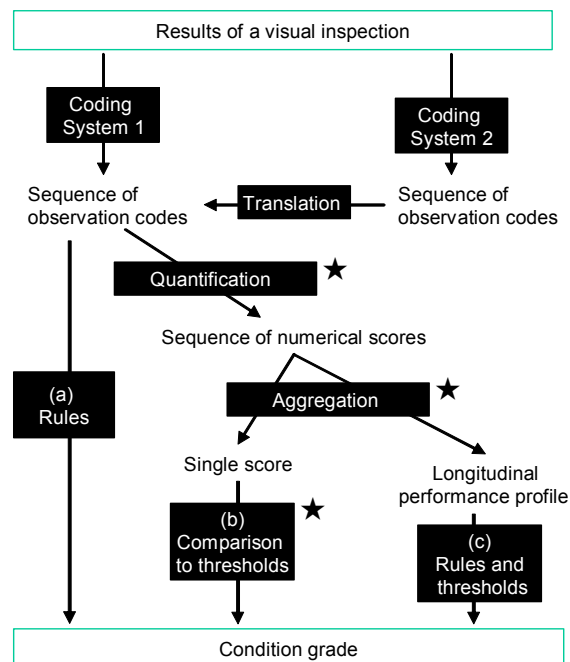 Results of a visual inspection
Coding
System 1
Coding
System 2
Sequence of
observation codes
Translation
Sequence of
observation codes
Quantification
Sequence of numerical scores
(a)
Rules
Aggregation
Single score
Longitudinal
performance profile
(b)
Comparison
to thresholds
(c)
Rules and
thresholds
Condition grade